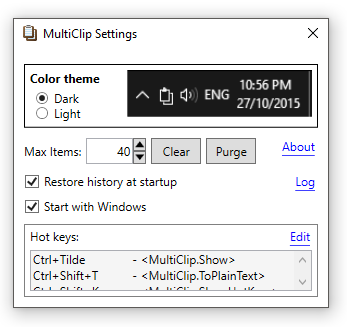 MultiClip Settings
Color theme
Dark
Light
ENG
10:56 PM
27/10/2015
Max Items:
40
Clear
Purge
About
Restore history at startup
Log
Start with Windows
Hot keys:
Edit
Ctrl+Tilde - <MultiClip.Show>
Ctrl+Shift+T - <MultiClip.ToPlainText>